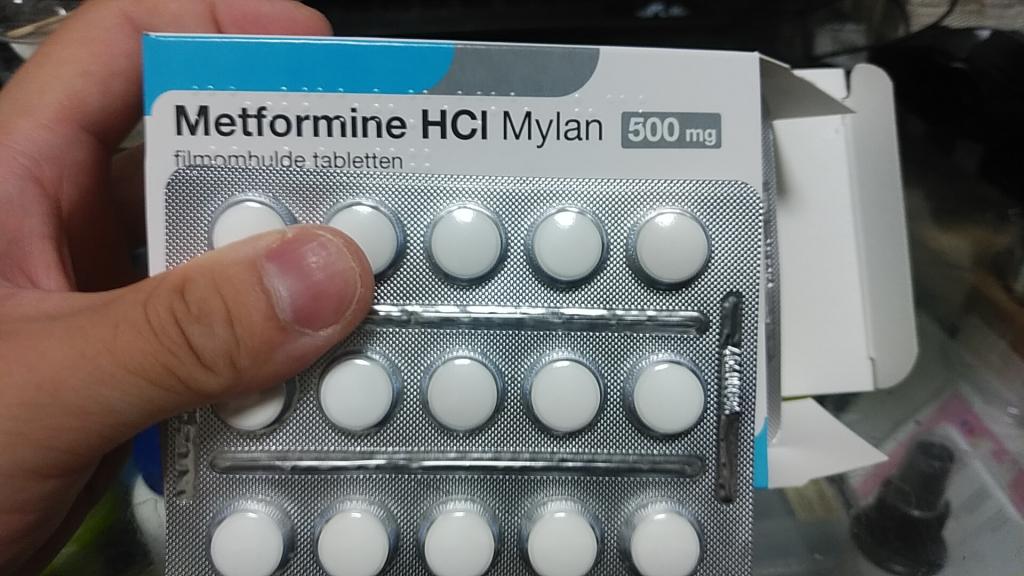 Metformine HCl Mylan 500 mg
filmomhulde tabletten